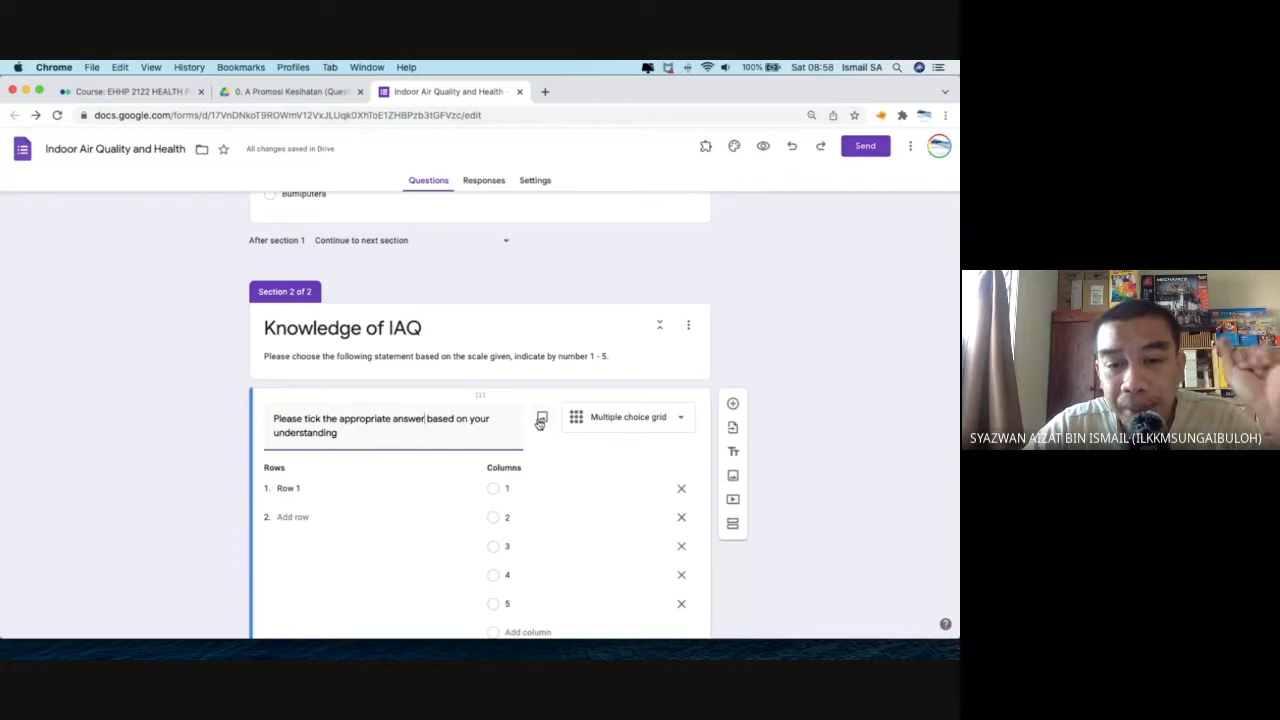 Chrome File Edit View History Bookmarks Profiles Tab Window Help 100% Sat 08:58 Ismail SA
Course: EHHP 2122 HEALTH P
0. A Promosi Kesihatan (Quest
Indoor Air Quality and Health -
docs.google.com/forms/d/17VnDNkoT9ROWmV12VxJLUqk0XhToE1ZHBPzb3tGFVzc/edit
Indoor Air Quality and Health All changes saved in Drive Send
Questions Responses Settings
Bumiputera
After section 1 Continue to next section
Section 2 of 2
Knowledge of IAQ
Please choose the following statement based on the scale given, indicate by number 1 - 5.
Please tick the appropriate answer based on your
understanding
Multiple choice grid
Rows Columns
1. Row 1 1
2. Add row 2
3
4
5
Add column
SYAZWAN AIZAT BIN ISMAIL (ILKKMSUNGAIBULOH)